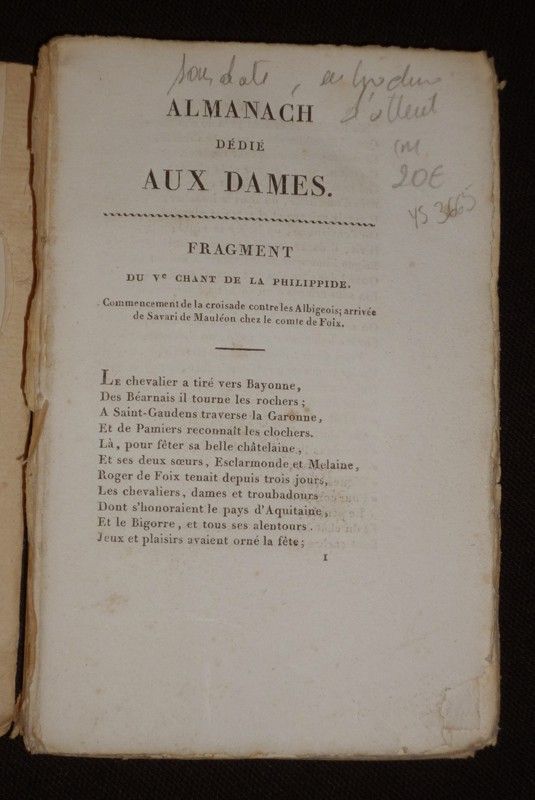 sans date,
ALMANACH
DÉDIÉ
AUX DAMES.
20€
YS 3665
FRAGMENT
DU Vᵉ CHANT DE LA PHILIPPIDE.
Commencement de la croisade contre les Albigeois; arrivée
de Savari de Mauléon chez le comte de Foix.
LE chevalier a tiré vers Bayonne,
Des Béarnais il tourne les rochers;
A Saint-Gaudens traverse la Garonne,
Et de Pamiers reconnaît les clochers.
Là, pour fêter sa belle châtelaine,
Et ses deux sœurs, Esclarmonde et Mélaine,
Roger de Foix tenait depuis trois jours,
Les chevaliers, dames et troubadours
Dont s'honoraient le pays d'Aquitaine,
Et le Bigorre, et tous ses alentours.
Jeux et plaisirs avaient orné la fête;
1